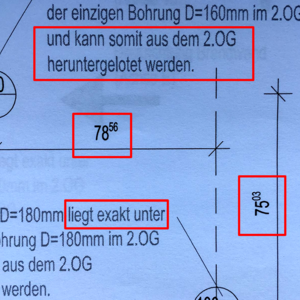 der einzigen Bohrung D=160mm im 2.OG
und kann somit aus dem 2.OG
heruntergelotet werden.
78⁵⁶
75⁰³
D=180mm liegt exakt unter
hrung D=180mm im 2.OG
aus dem 2.OG
werden.